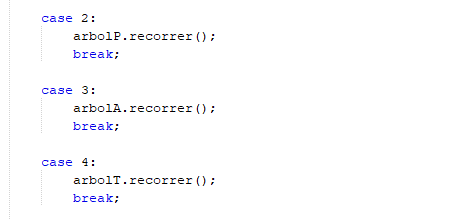 case 2:
arbolP.recorrer();
break;
case 3:
arbolA.recorrer();
break;
case 4:
arbolT.recorrer();
break;